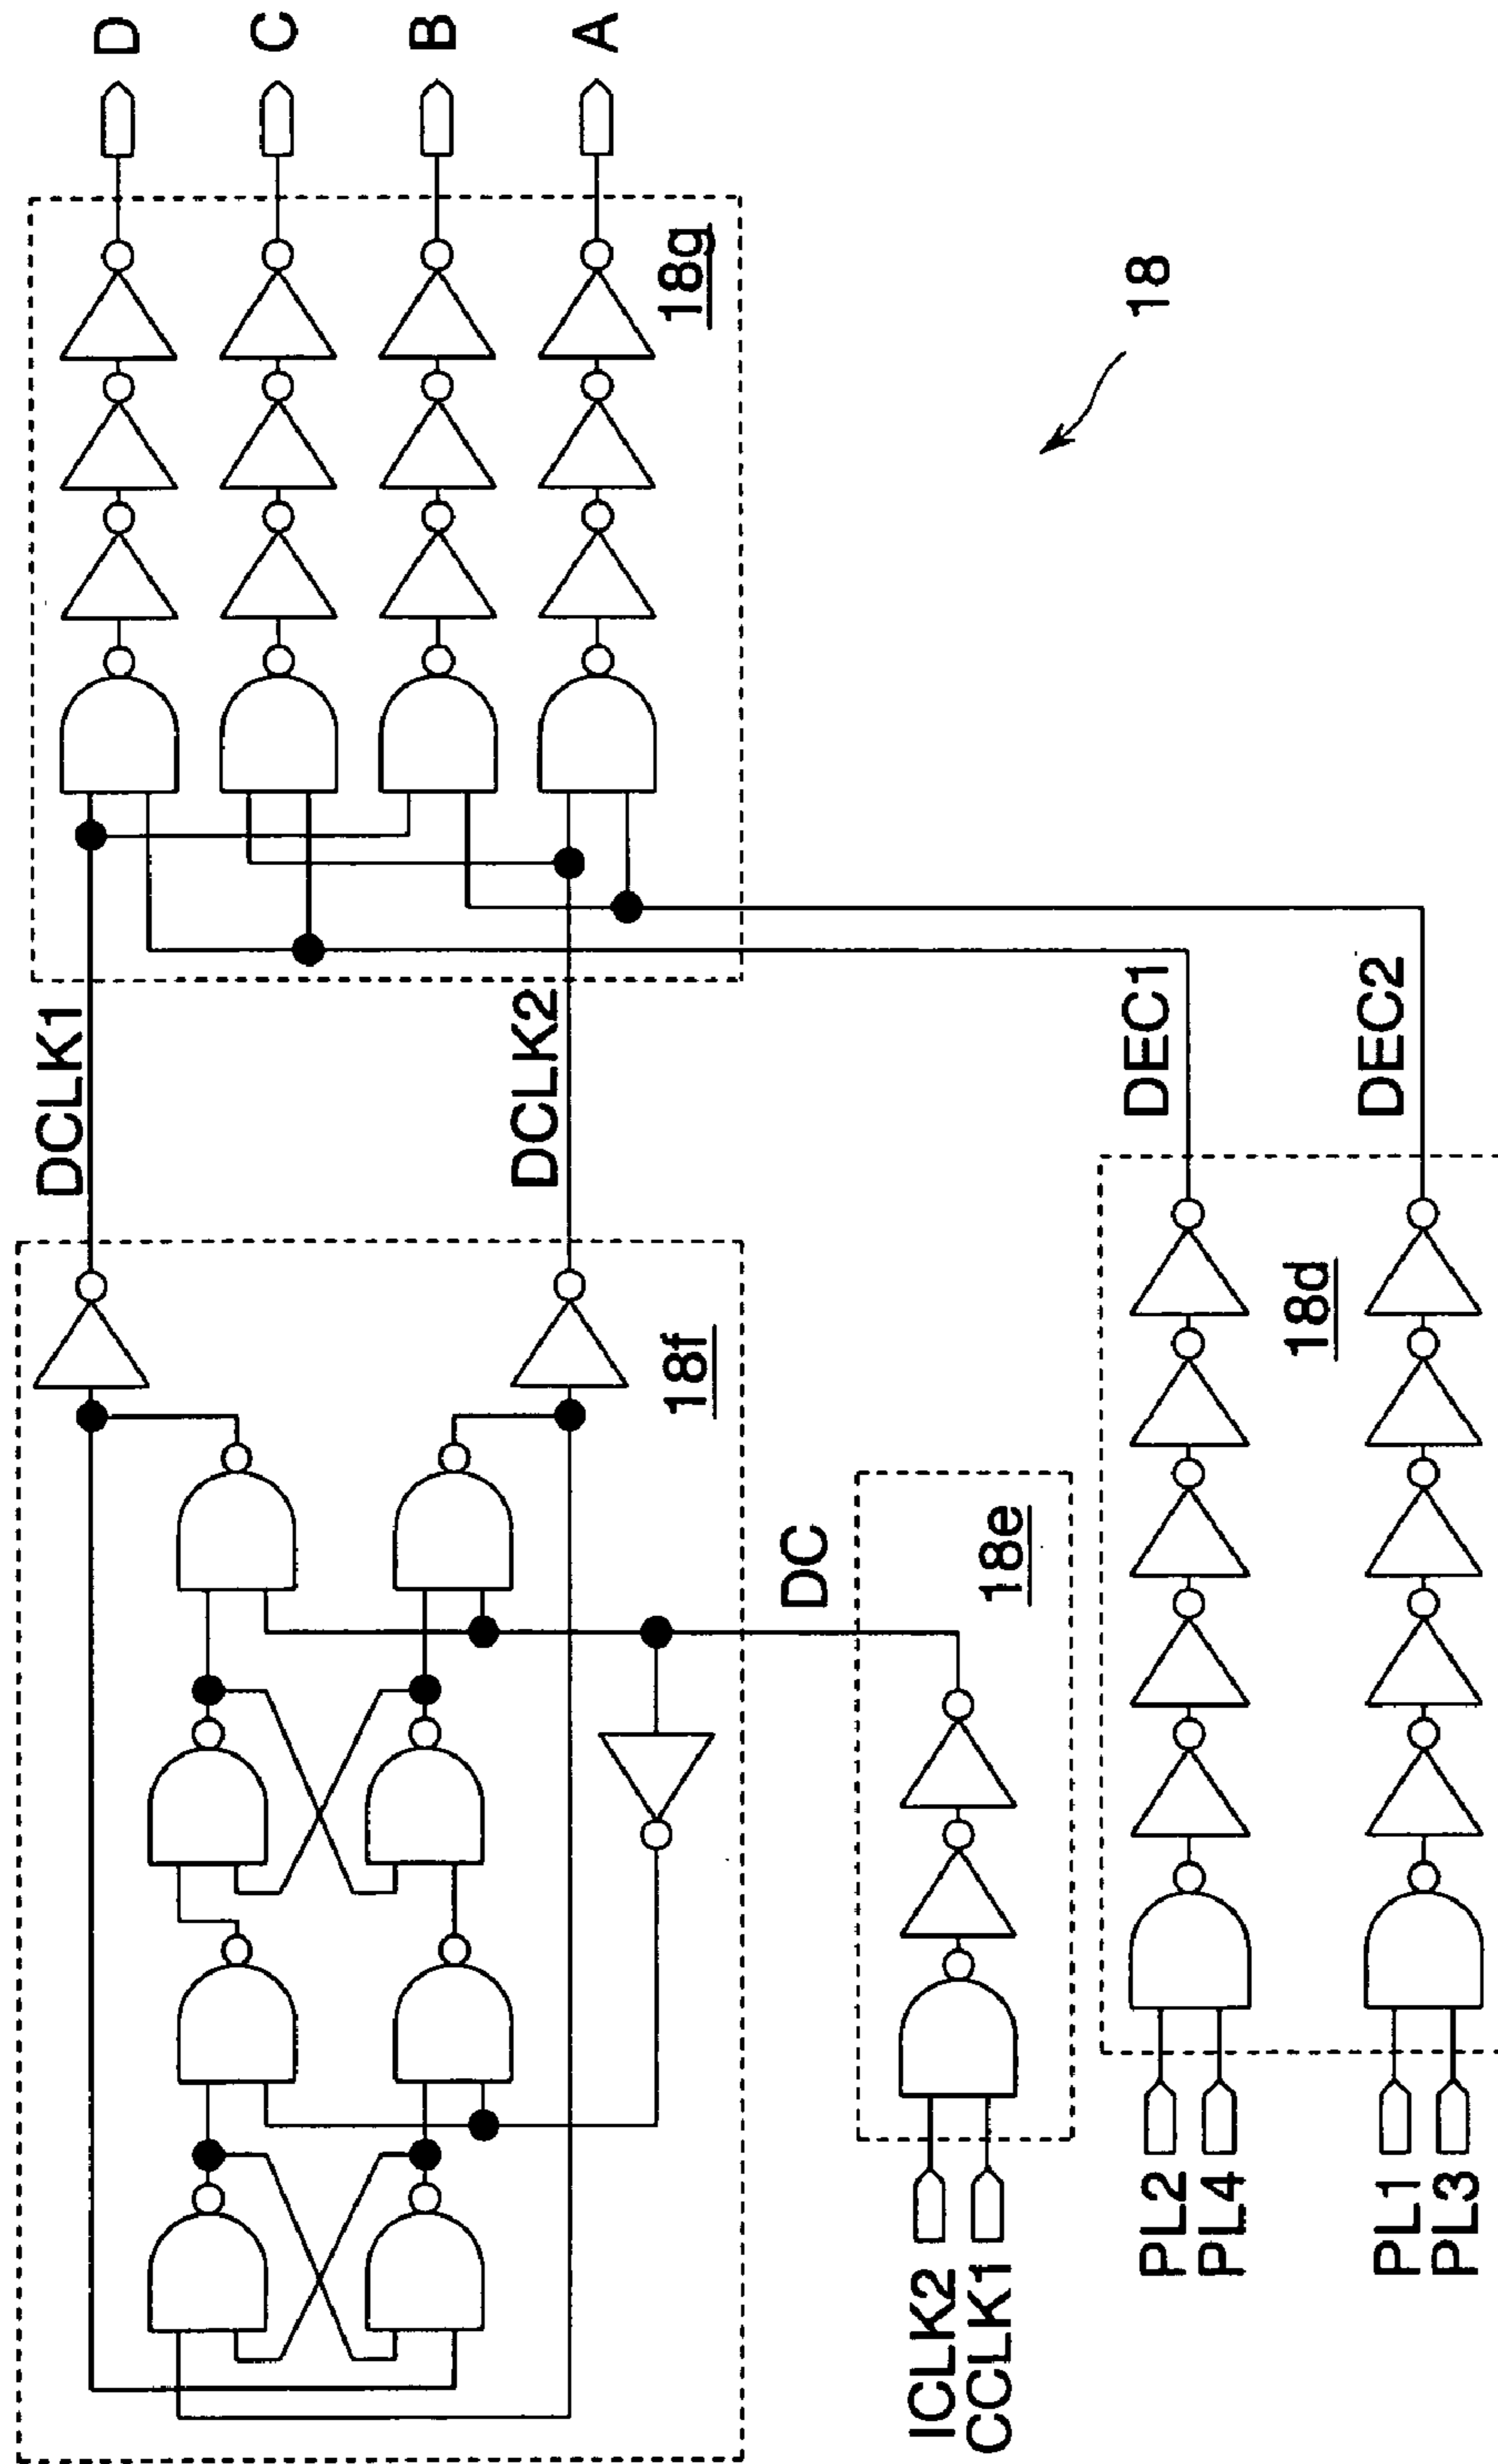 D
C
B
A
18g
18
DCLK1
DCLK2
DEC1
DEC2
18f
18d
DC
18e
ICLK2
CCLK1
PL2
PL4
PL1
PL3